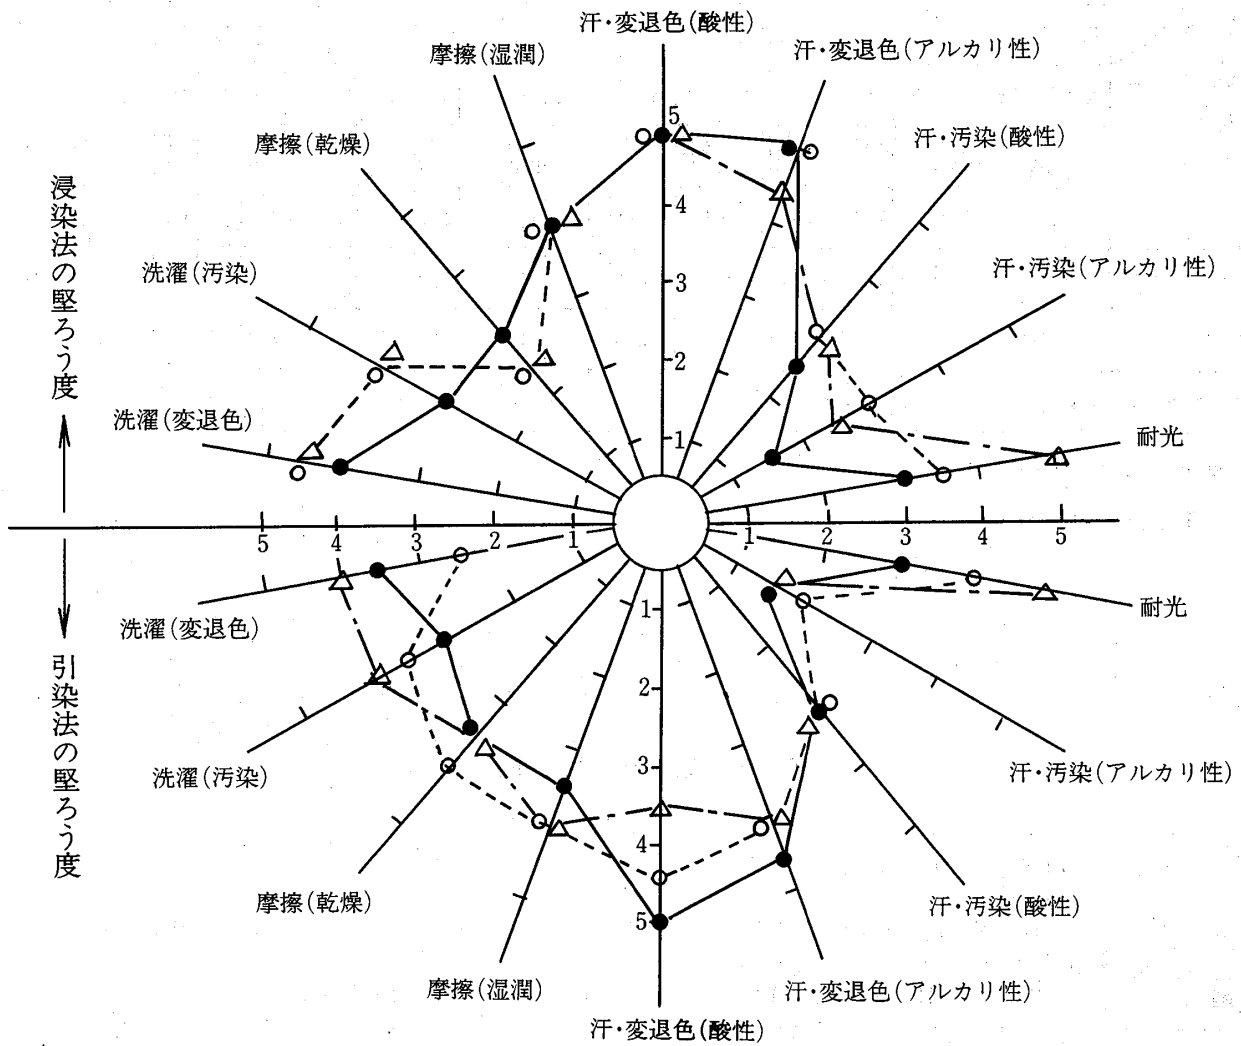 汗・変退色(酸性)
摩擦(湿潤)
汗・変退色(アルカリ性)
摩擦(乾燥)
汗・汚染(酸性)
洗濯(汚染)
汗・汚染(アルカリ性)
洗濯(変退色)
耐光
浸染法の堅ろう度
5
4
3
2
1
5 4 3 2 1 1 2 3 4 5
引染法の堅ろう度
1
2
3
4
5
洗濯(変退色)
耐光
洗濯(汚染)
汗・汚染(アルカリ性)
摩擦(乾燥)
汗・汚染(酸性)
摩擦(湿潤)
汗・変退色(アルカリ性)
汗・変退色(酸性)